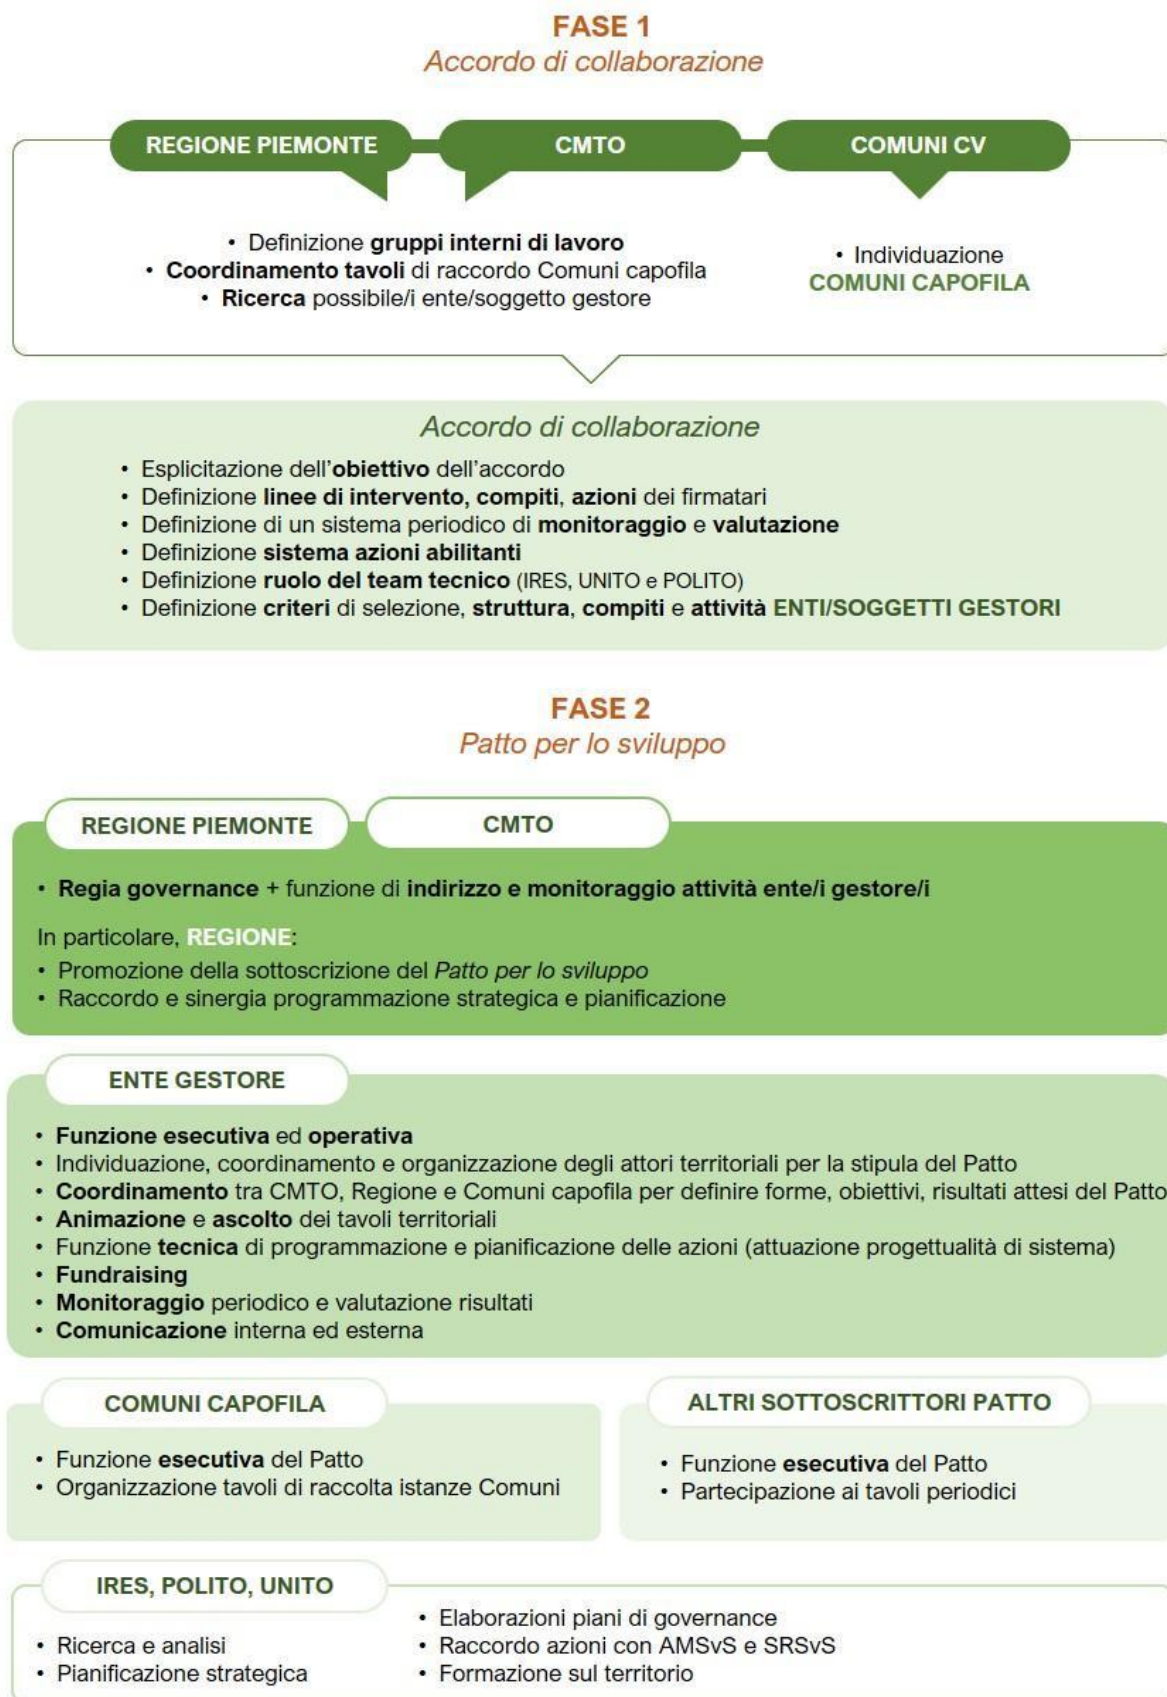 FASE 1
Accordo di collaborazione
REGIONE PIEMONTE
CMTO
COMUNI CV
• Definizione gruppi interni di lavoro
• Coordinamento tavoli di raccordo Comuni capofila
• Ricerca possibile/i ente/soggetto gestore
• Individuazione
COMUNI CAPOFILA
Accordo di collaborazione
• Esplicitazione dell'obiettivo dell'accordo
• Definizione linee di intervento, compiti, azioni dei firmatari
• Definizione di un sistema periodico di monitoraggio e valutazione
• Definizione sistema azioni abilitanti
• Definizione ruolo del team tecnico (IRES, UNITO e POLITO)
• Definizione criteri di selezione, struttura, compiti e attività ENTI/SOGGETTI GESTORI
FASE 2
Patto per lo sviluppo
REGIONE PIEMONTE
CMTO
• Regia governance + funzione di indirizzo e monitoraggio attività ente/i gestore/i
In particolare, REGIONE:
• Promozione della sottoscrizione del Patto per lo sviluppo
• Raccordo e sinergia programmazione strategica e pianificazione
ENTE GESTORE
• Funzione esecutiva ed operativa
• Individuazione, coordinamento e organizzazione degli attori territoriali per la stipula del Patto
• Coordinamento tra CMTO, Regione e Comuni capofila per definire forme, obiettivi, risultati attesi del Patto
• Animazione e ascolto dei tavoli territoriali
• Funzione tecnica di programmazione e pianificazione delle azioni (attuazione progettualità di sistema)
• Fundraising
• Monitoraggio periodico e valutazione risultati
• Comunicazione interna ed esterna
COMUNI CAPOFILA
• Funzione esecutiva del Patto
• Organizzazione tavoli di raccolta istanze Comuni
ALTRI SOTTOSCRITTORI PATTO
• Funzione esecutiva del Patto
• Partecipazione ai tavoli periodici
IRES, POLITO, UNITO
• Ricerca e analisi
• Pianificazione strategica
• Elaborazioni piani di governance
• Raccordo azioni con AMSvS e SRSvS
• Formazione sul territorio